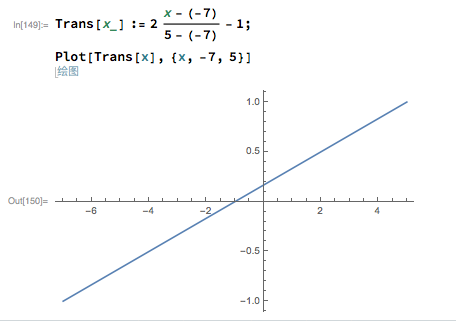 In[149]:= Trans[x_] := 2 (x - (-7))/(5 - (-7)) - 1;
Plot[Trans[x], {x, -7, 5}]
绘图
1.0
0.5
Out[150]=
-6 -4 -2 2 4
-0.5
-1.0